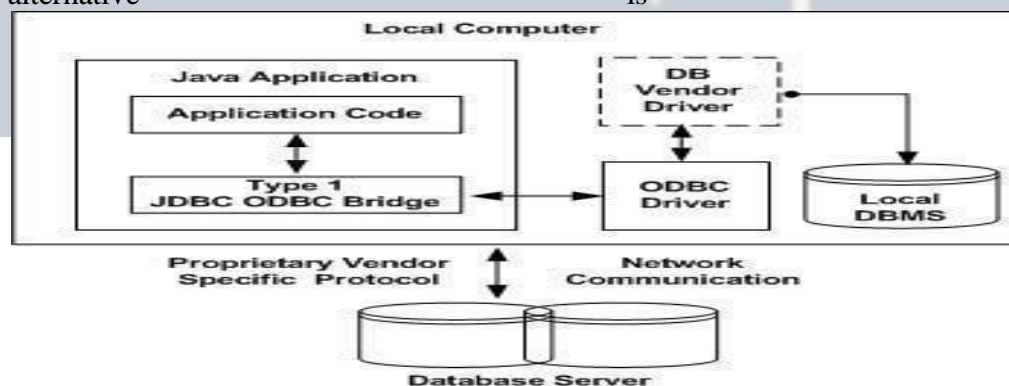 alternative is
Local Computer
Java Application
Application Code
Type 1
JDBC ODBC Bridge
DB
Vendor
Driver
ODBC
Driver
Local
DBMS
Proprietary Vendor
Specific Protocol
Network
Communication
Database Server